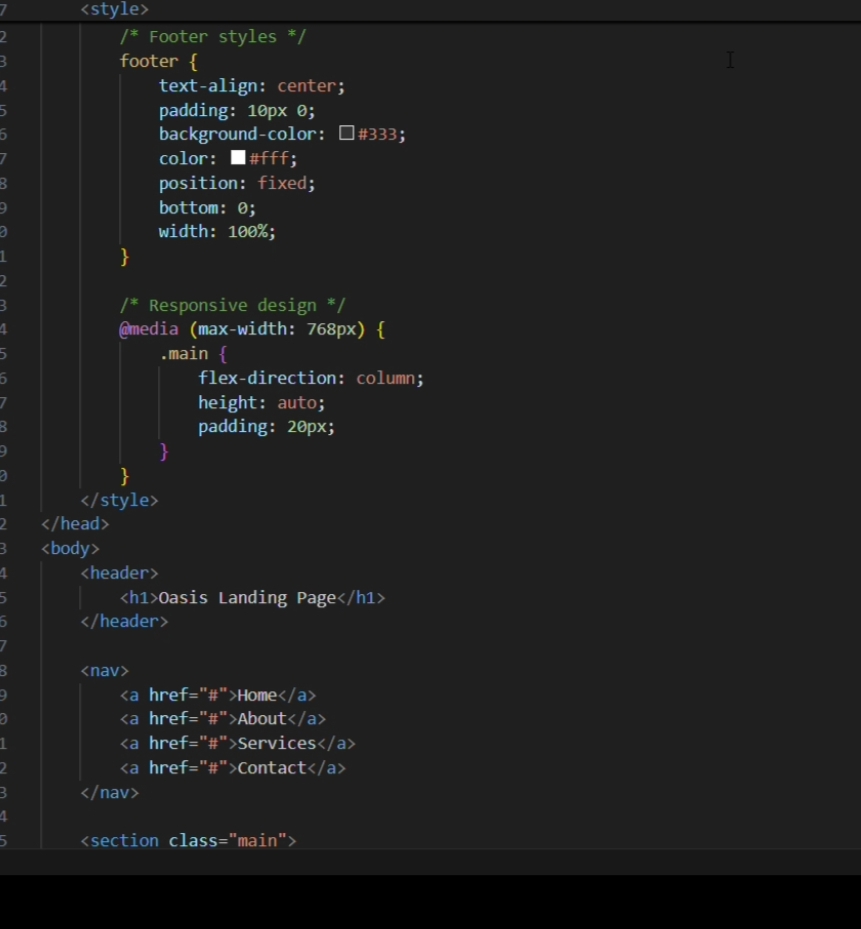 7 <style>
2 /* Footer styles */
3 footer {
4 text-align: center;
5 padding: 10px 0;
6 background-color: #333;
7 color: #fff;
8 position: fixed;
9 bottom: 0;
0 width: 100%;
1 }
2
3 /* Responsive design */
4 @media (max-width: 768px) {
5 .main {
6 flex-direction: column;
7 height: auto;
8 padding: 20px;
9 }
0 }
1 </style>
2 </head>
3 <body>
4 <header>
5 <h1>Oasis Landing Page</h1>
6 </header>
7
8 <nav>
9 <a href="#">Home</a>
0 <a href="#">About</a>
1 <a href="#">Services</a>
2 <a href="#">Contact</a>
3 </nav>
4
5 <section class="main">